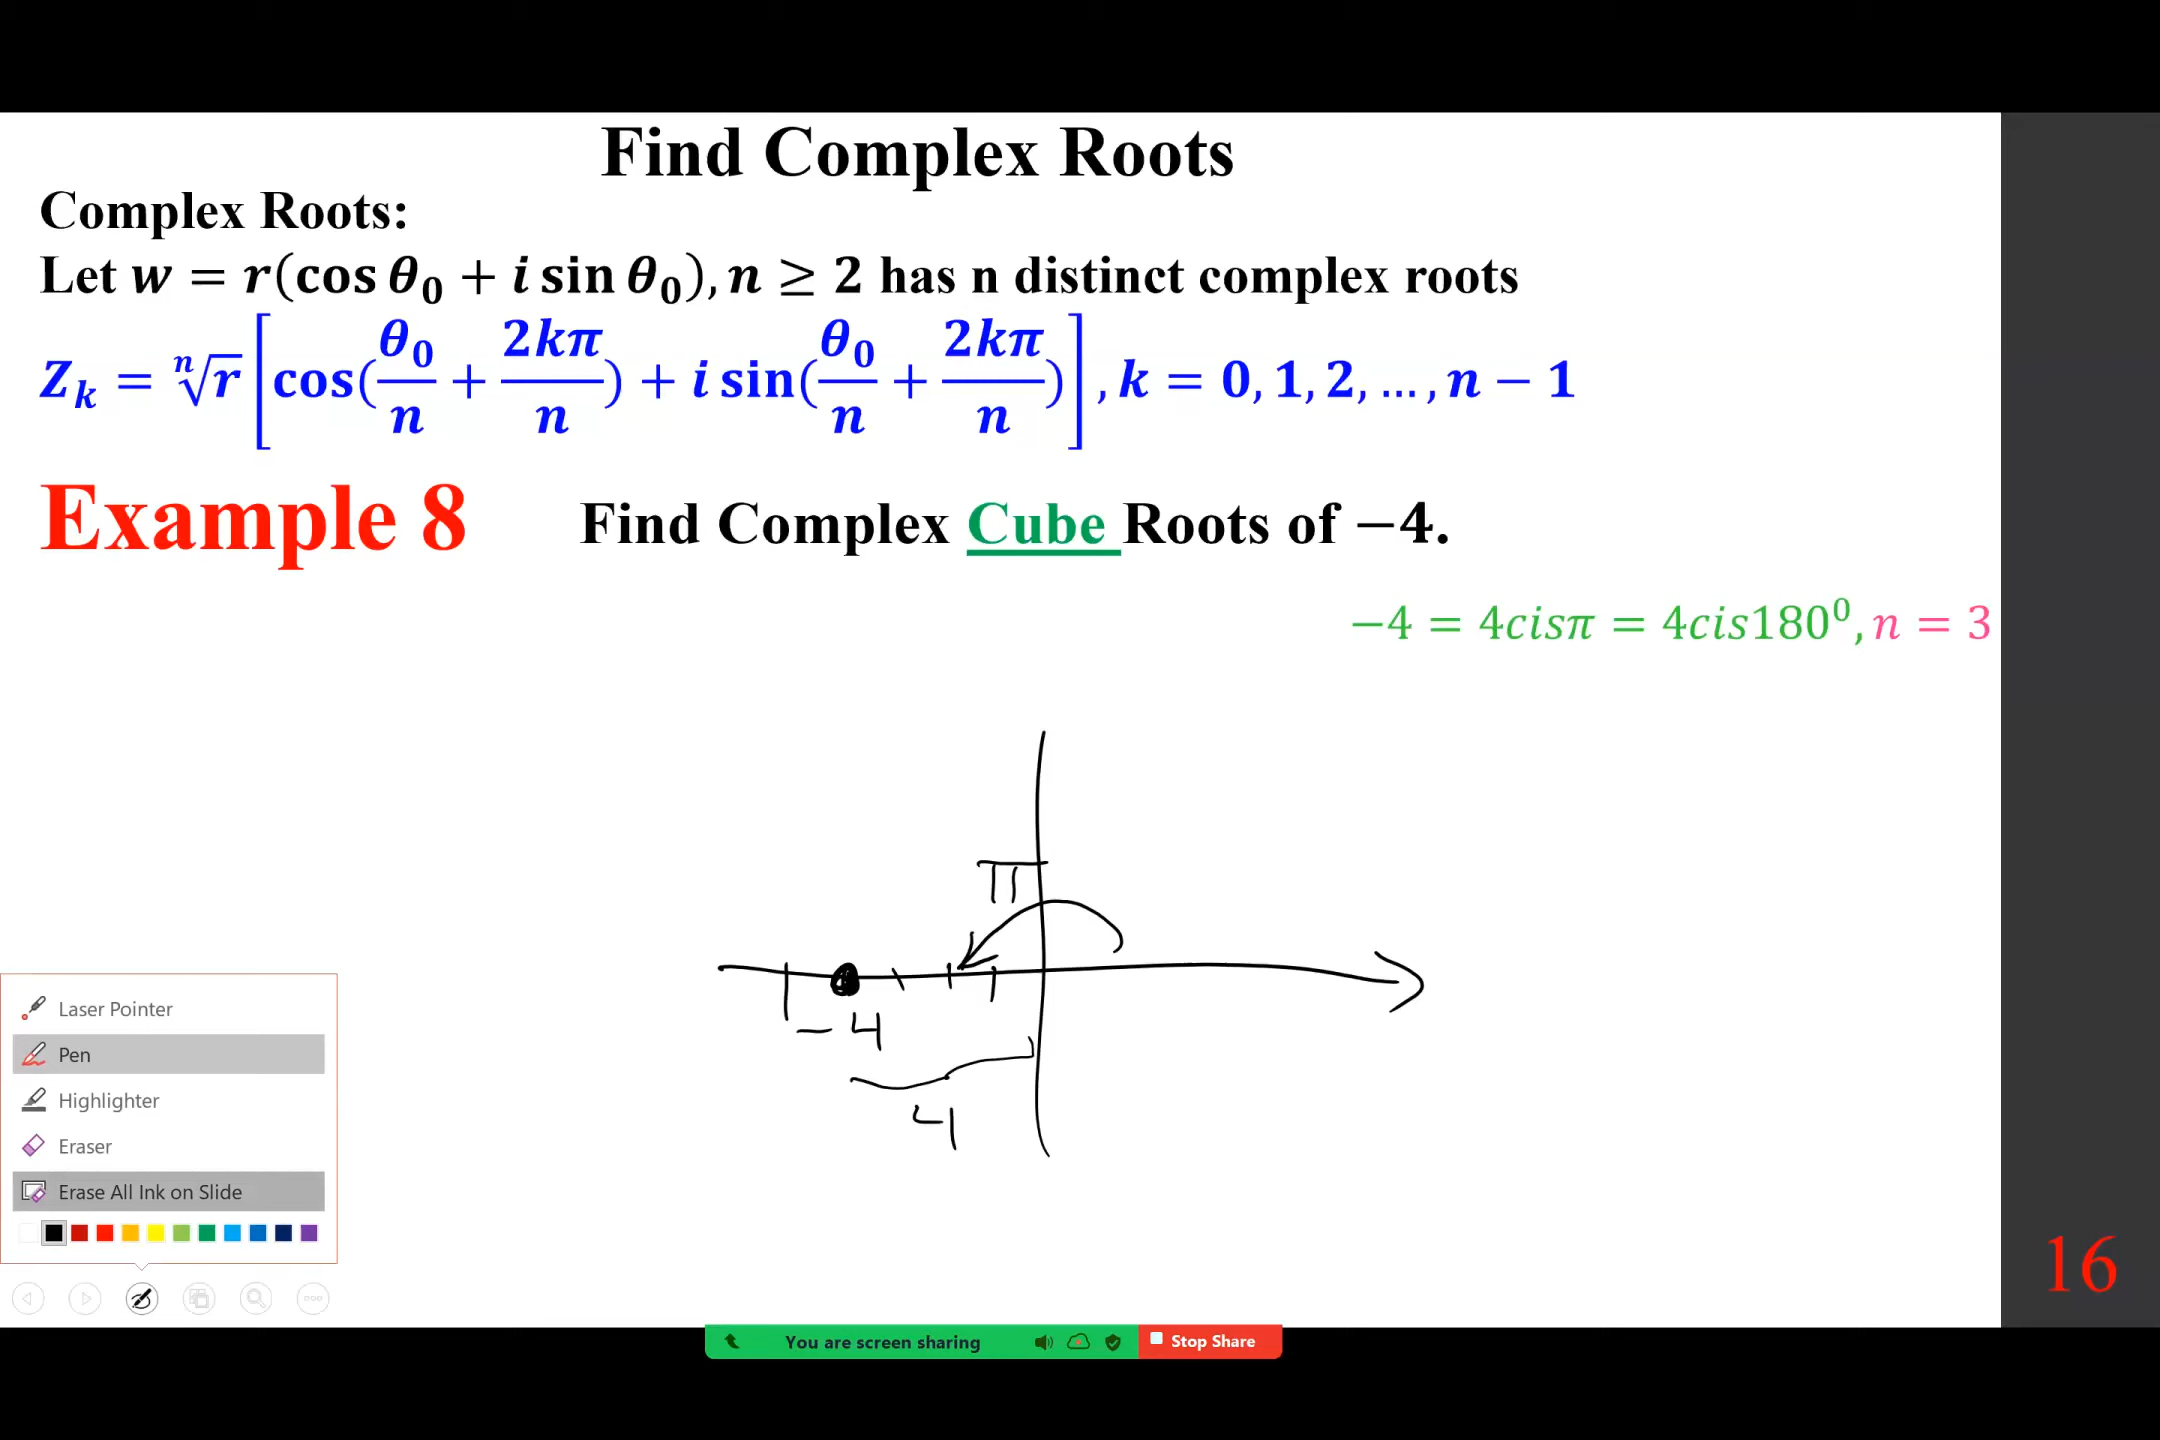 Find Complex Roots
Complex Roots:
Let w = r(cos θ₀ + i sin θ₀), n ≥ 2 has n distinct complex roots
Z_k = ⁿ√r [cos(θ₀/n + 2kπ/n) + i sin(θ₀/n + 2kπ/n)], k = 0, 1, 2, …, n − 1
Example 8 Find Complex Cube Roots of −4.
−4 = 4cisπ = 4cis180⁰, n = 3
π
−4
4
Laser Pointer
Pen
Highlighter
Eraser
Erase All Ink on Slide
16
You are screen sharing Stop Share